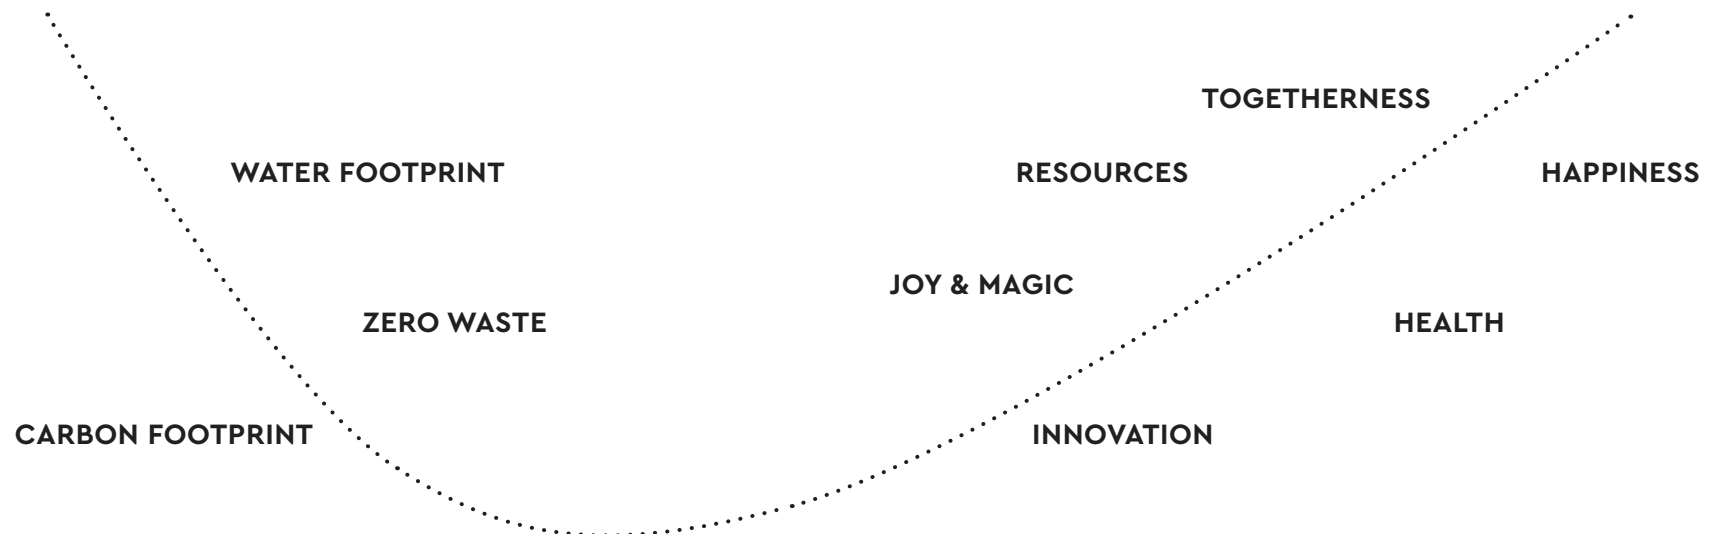 TOGETHERNESS
WATER FOOTPRINT
RESOURCES
HAPPINESS
JOY & MAGIC
ZERO WASTE
HEALTH
CARBON FOOTPRINT
INNOVATION